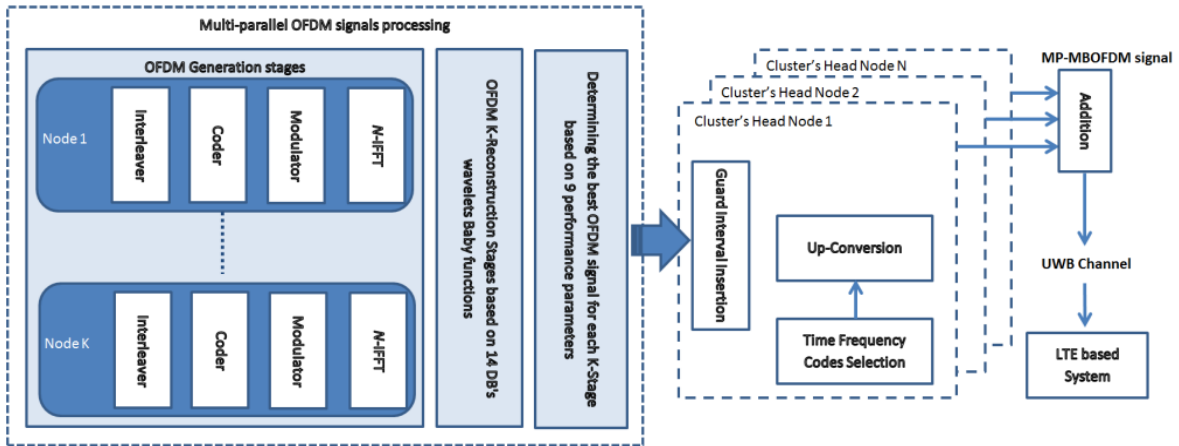 Multi-parallel OFDM signals processing
OFDM Generation stages
Node 1
Interleaver
Coder
Modulator
N-IFFT
Node K
Interleaver
Coder
Modulator
N-IFFT
OFDM K-Reconstruction Stages based on 14 DB's
wavelets Baby functions
Determining the best OFDM signal for each K-Stage
based on 9 performance parameters
Cluster's Head Node N
Cluster's Head Node 2
Cluster's Head Node 1
Guard Interval Insertion
Up-Conversion
Time Frequency
Codes Selection
MP-MBOFDM signal
Addition
UWB Channel
LTE based
System